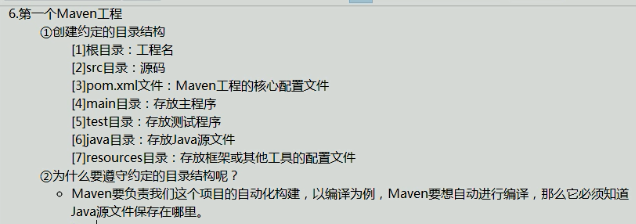 6.第一个Maven工程
①创建约定的目录结构
[1]根目录：工程名
[2]src目录：源码
[3]pom.xml文件：Maven工程的核心配置文件
[4]main目录：存放主程序
[5]test目录：存放测试程序
[6]java目录：存放Java源文件
[7]resources目录：存放框架或其他工具的配置文件
②为什么要遵守约定的目录结构呢？
Maven要负责我们这个项目的自动化构建，以编译为例，Maven要想自动进行编译，那么它必须知道
Java源文件保存在哪里。